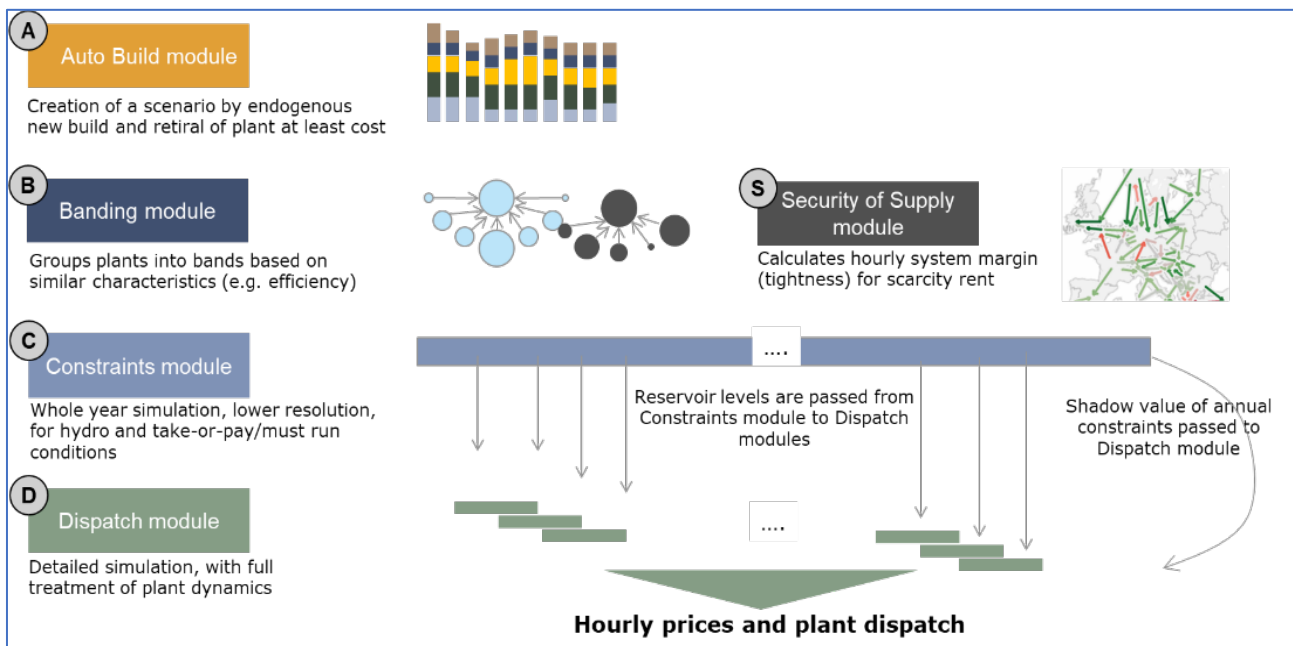 A
Auto Build module
Creation of a scenario by endogenous
new build and retiral of plant at least cost
B
Banding module
Groups plants into bands based on
similar characteristics (e.g. efficiency)
S
Security of Supply
module
Calculates hourly system margin
(tightness) for scarcity rent
C
Constraints module
Whole year simulation, lower resolution,
for hydro and take-or-pay/must run
conditions
....
Reservoir levels are passed from
Constraints module to Dispatch
modules
Shadow value of annual
constraints passed to
Dispatch module
D
Dispatch module
Detailed simulation, with full
treatment of plant dynamics
....
Hourly prices and plant dispatch